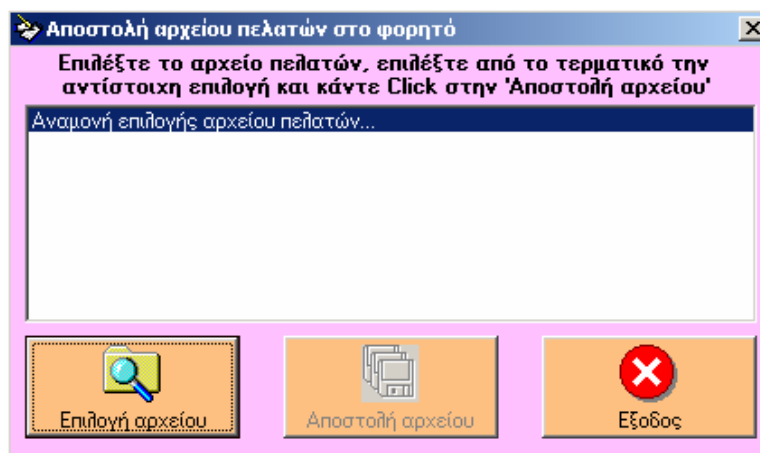 Αποστολή αρχείου πελατών στο φορητό
Επιλέξτε το αρχείο πελατών, επιλέξτε από το τερματικό την
αντίστοιχη επιλογή και κάντε Click στην 'Αποστολή αρχείου'
Αναμονή επιλογής αρχείου πελατών...
Επιλογή αρχείου
Αποστολή αρχείου
Εξοδος